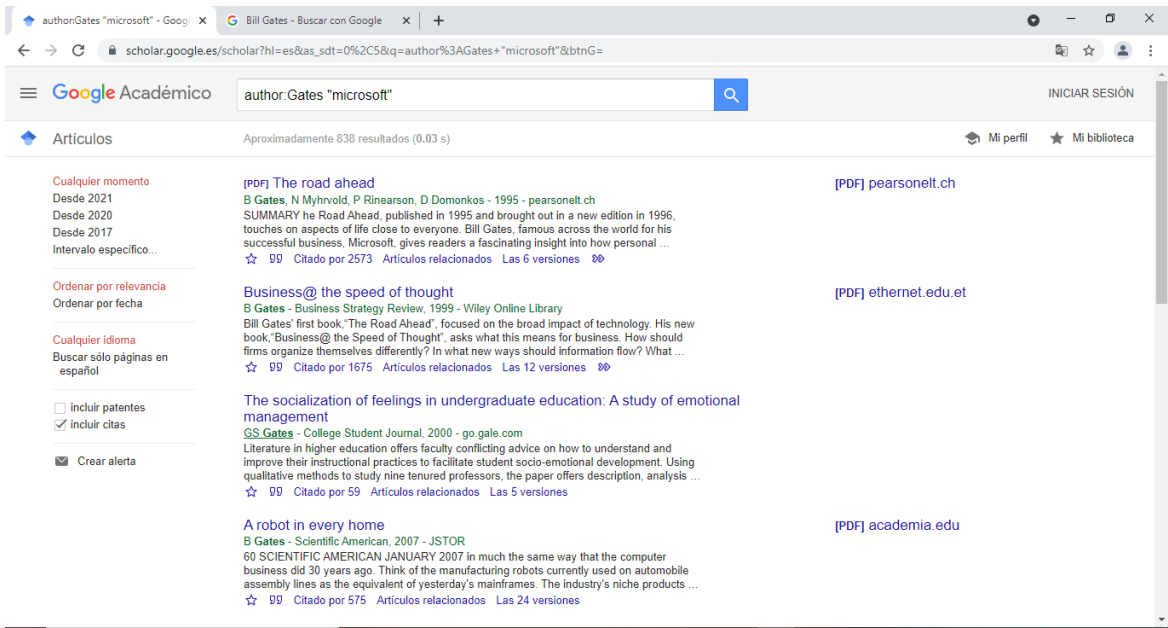 author:Gates "microsoft" - Googl
Bill Gates - Buscar con Google
scholar.google.es/scholar?hl=es&as_sdt=0%2C5&q=author%3AGates+"microsoft"&btnG=
Google Académico
author:Gates "microsoft"
INICIAR SESIÓN
Artículos
Aproximadamente 838 resultados (0.03 s)
Mi perfil
Mi biblioteca
Cualquier momento
Desde 2021
Desde 2020
Desde 2017
Intervalo específico...
Ordenar por relevancia
Ordenar por fecha
Cualquier idioma
Buscar sólo páginas en
español
incluir patentes
incluir citas
Crear alerta
[PDF] The road ahead
B Gates, N Myhrvold, P Rinearson, D Domonkos - 1995 - pearsonelt.ch
SUMMARY he Road Ahead, published in 1995 and brought out in a new edition in 1996,
touches on aspects of life close to everyone. Bill Gates, famous across the world for his
successful business, Microsoft, gives readers a fascinating insight into how personal ...
Citado por 2573 Artículos relacionados Las 6 versiones
[PDF] pearsonelt.ch
Business@ the speed of thought
B Gates - Business Strategy Review, 1999 - Wiley Online Library
Bill Gates' first book,"The Road Ahead", focused on the broad impact of technology. His new
book,"Business@ the Speed of Thought", asks what this means for business. How should
firms organize themselves differently? In what new ways should information flow? What ...
Citado por 1675 Artículos relacionados Las 12 versiones
[PDF] ethernet.edu.et
The socialization of feelings in undergraduate education: A study of emotional
management
GS Gates - College Student Journal, 2000 - go.gale.com
Literature in higher education offers faculty conflicting advice on how to understand and
improve their instructional practices to facilitate student socio-emotional development. Using
qualitative methods to study nine tenured professors, the paper offers description, analysis ...
Citado por 59 Artículos relacionados Las 5 versiones
A robot in every home
B Gates - Scientific American, 2007 - JSTOR
60 SCIENTIFIC AMERICAN JANUARY 2007 in much the same way that the computer
business did 30 years ago. Think of the manufacturing robots currently used on automobile
assembly lines as the equivalent of yesterday's mainframes. The industry's niche products ...
Citado por 575 Artículos relacionados Las 24 versiones
[PDF] academia.edu